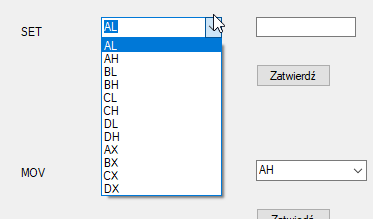 SET AL
AL
AH
BL
BH
CL
CH
DL
DH
AX
BX
CX
DX
Zatwierdź
MOV AH